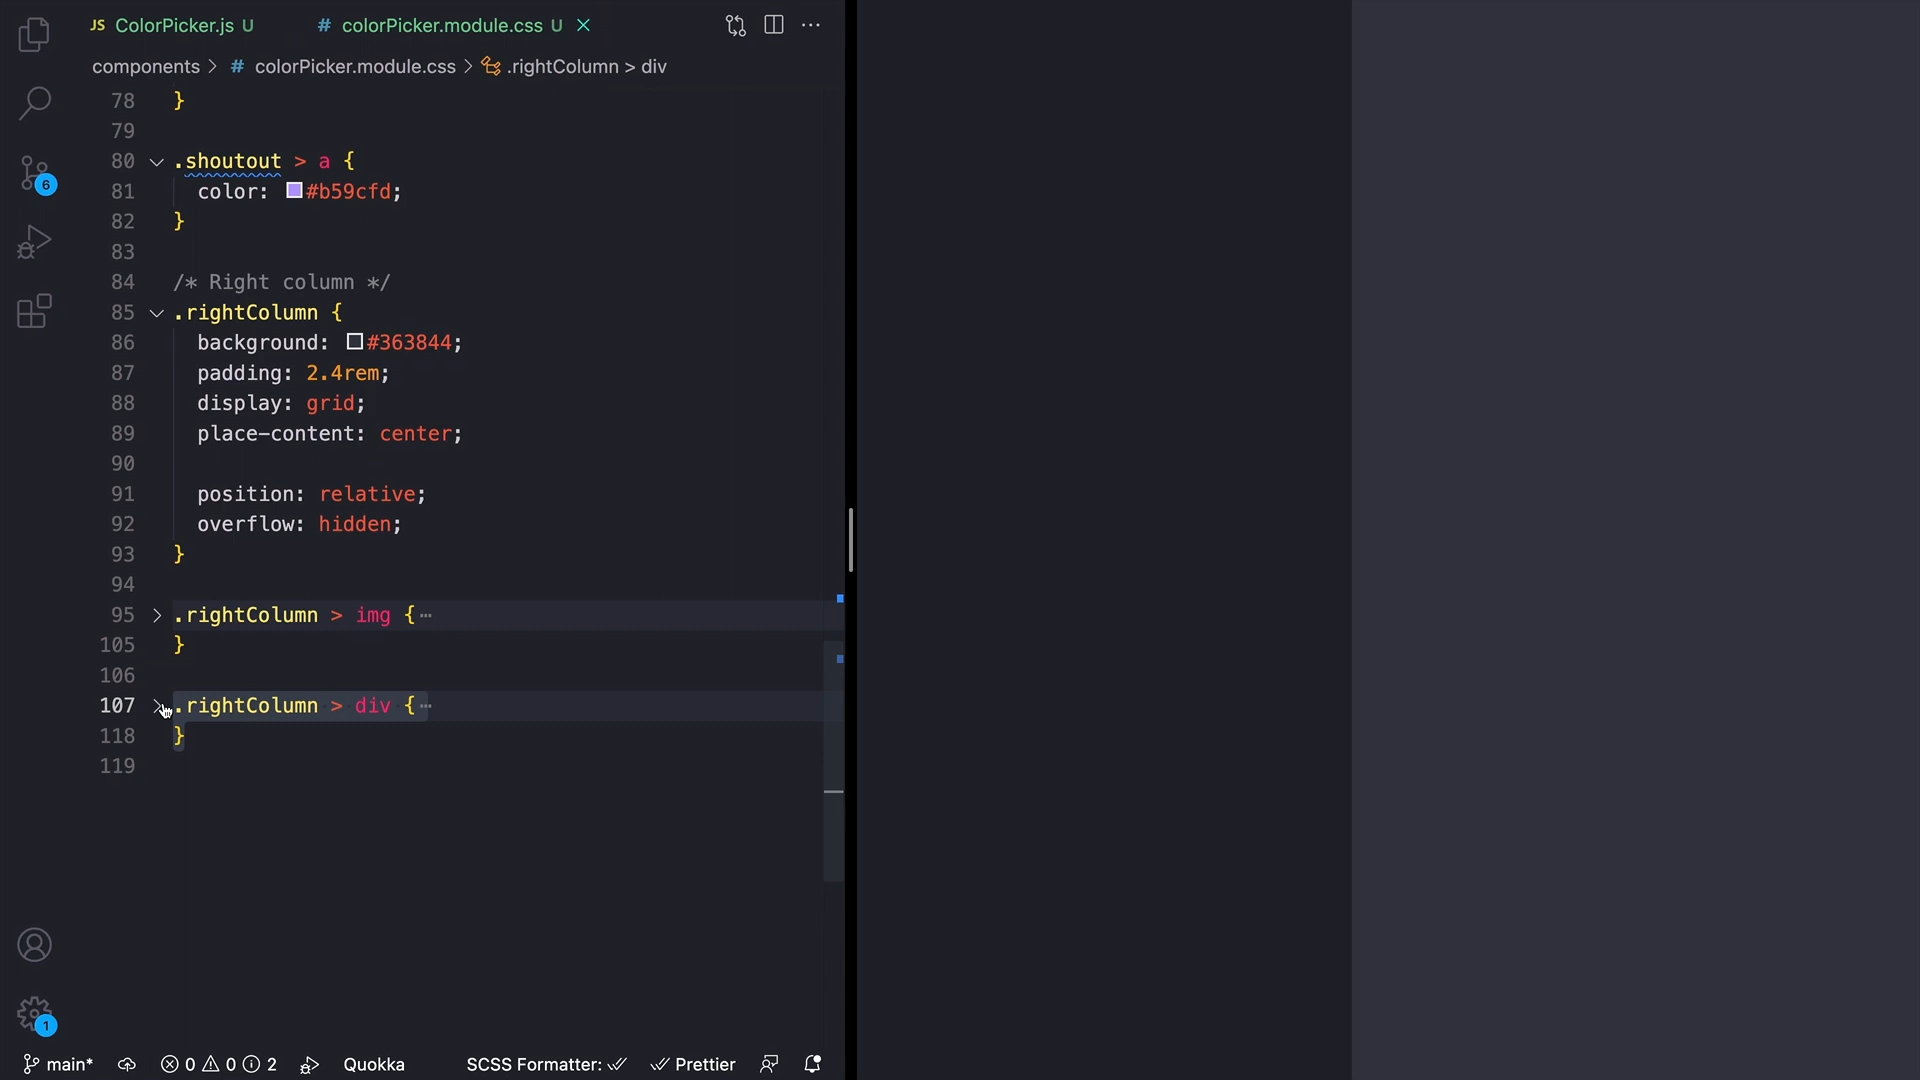 JS ColorPicker.js U # colorPicker.module.css U
components > # colorPicker.module.css > .rightColumn > div
78 }
79
80 .shoutout > a {
81 color: #b59cfd;
82 }
83
84 /* Right column */
85 .rightColumn {
86 background: #363844;
87 padding: 2.4rem;
88 display: grid;
89 place-content: center;
90
91 position: relative;
92 overflow: hidden;
93 }
94
95 .rightColumn > img {⋯
105 }
106
107 .rightColumn > div {⋯
118 }
119
6
1
main* 0 0 2 Quokka SCSS Formatter: Prettier